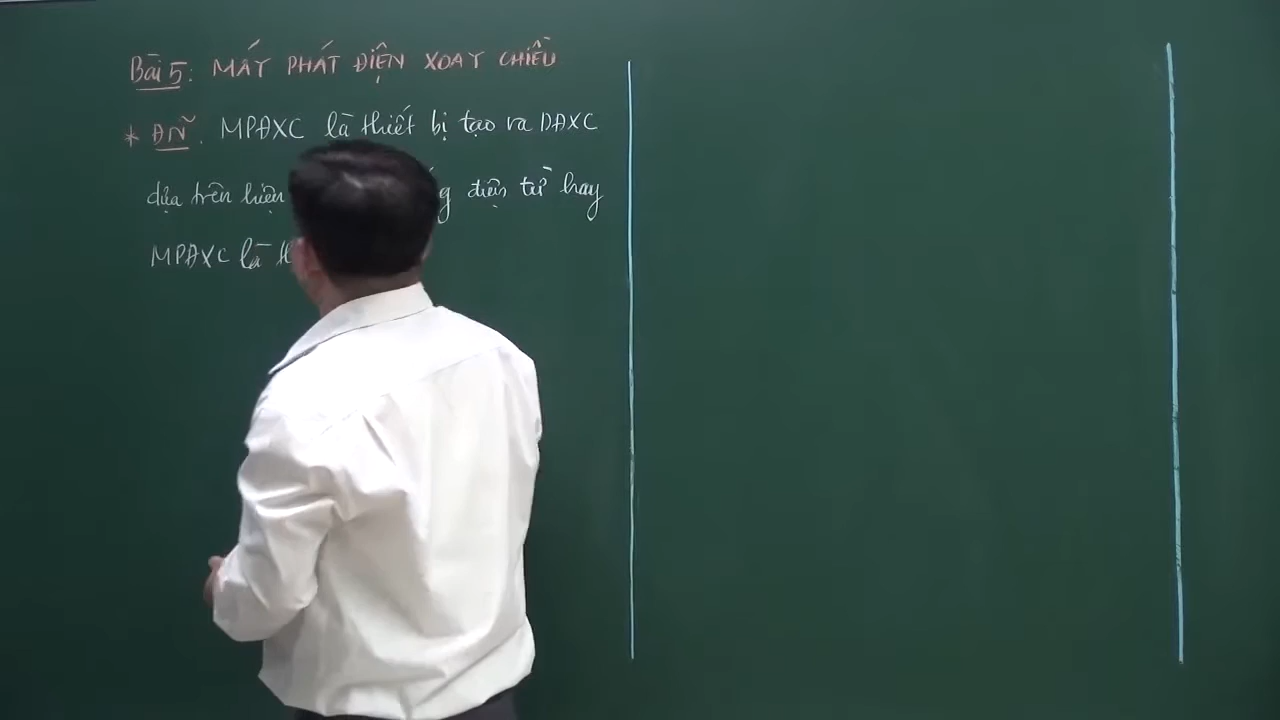 Bài 5: MÁY PHÁT ĐIỆN XOAY CHIỀU
* ĐN: MPĐXC là thiết bị tạo ra DĐXC
dựa trên hiện điện từ hay
MPĐXC là